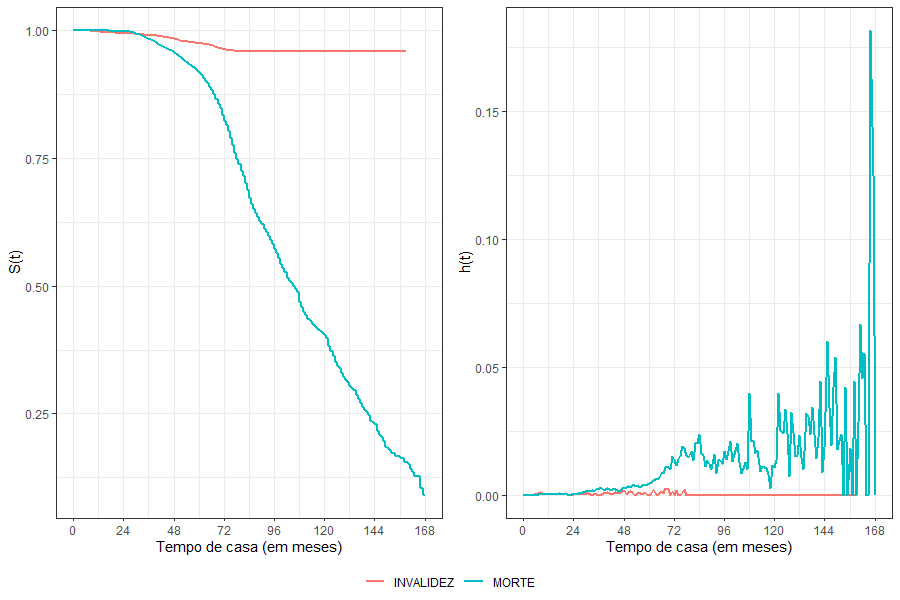 S(t)
1.00
0.75
0.50
0.25
0 24 48 72 96 120 144 168
Tempo de casa (em meses)
h(t)
0.15
0.10
0.05
0.00
0 24 48 72 96 120 144 168
Tempo de casa (em meses)
INVALIDEZ MORTE